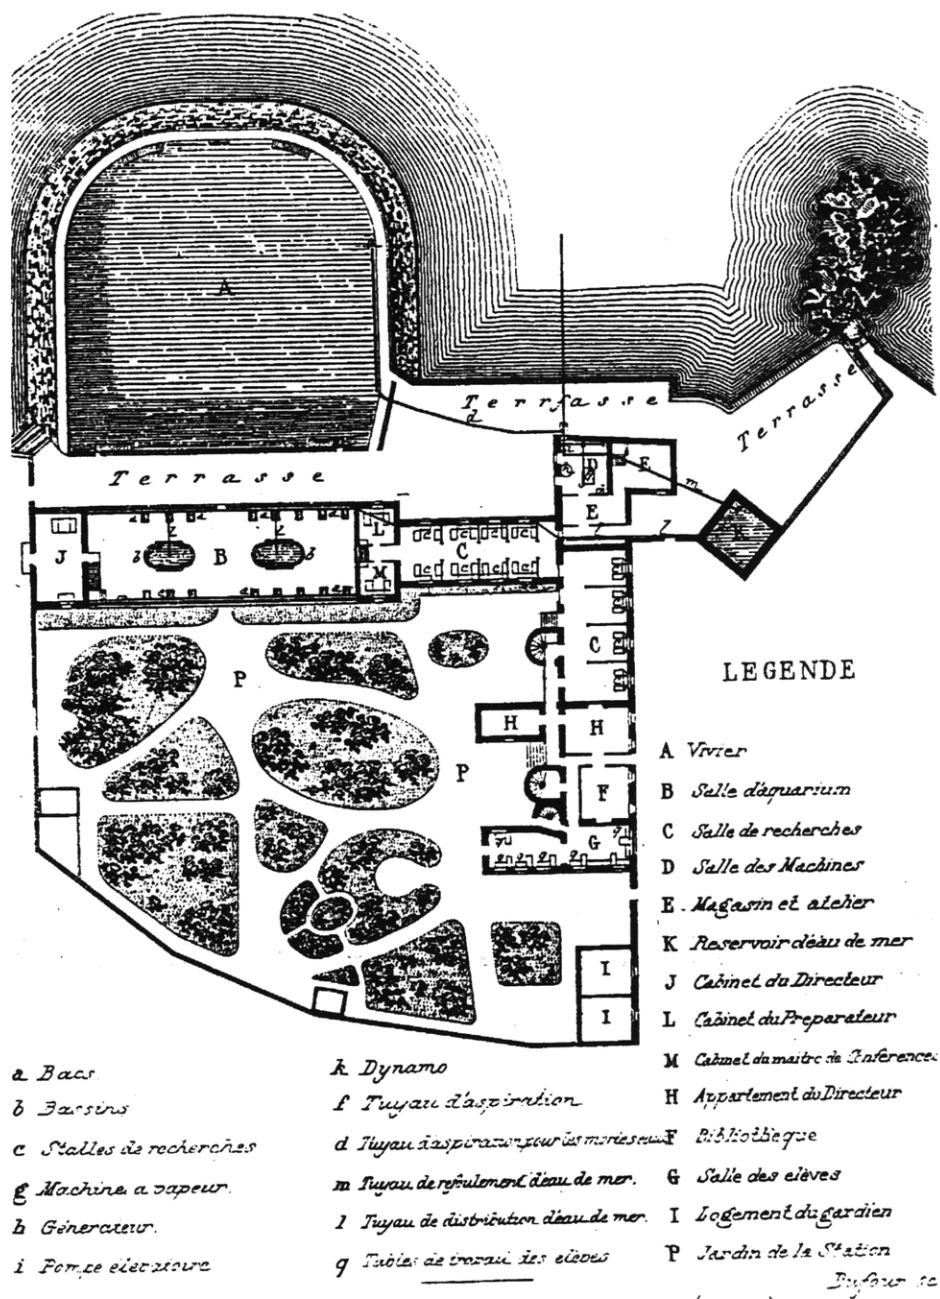 A
Terrasse
d
Terrasse
Terrasse
D
E
E
m
K
l
l
J
b
B
b
L
M
C
C
P
H
H
P
F
G
q
q
q
I
I
LEGENDE
A Vivier
B Salle d'aquarium
C Salle de recherches
D Salle des Machines
E Magasin et atelier
K Reservoir d'eau de mer
J Cabinet du Directeur
L Cabinet du Préparateur
M Cabinet du maitre de Conférences
H Appartement du Directeur
F Bibliothèque
G Salle des elèves
I Logement du gardien
P Jardin de la Station
a Bacs
b Bassins
c Stalles de recherches
g Machine a vapeur.
h Générateur.
i Pompe élévatoire
k Dynamo
f Tuyau d'aspiration
d Tuyau d'aspiration pour les mortes eaux
m Tuyau de refoulement d'eau de mer.
l Tuyau de distribution d'eau de mer.
q Tables de travail des elèves
Dufour sc